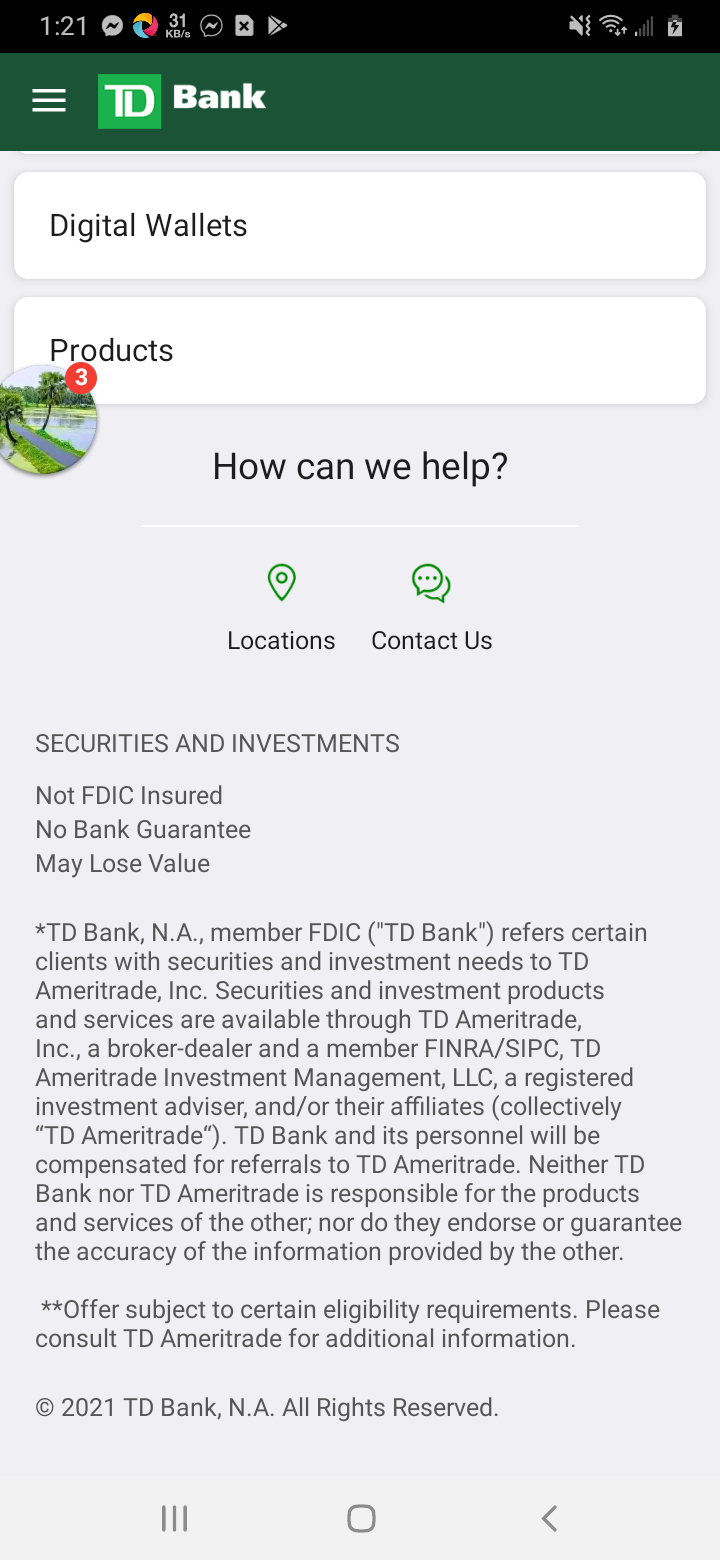 1:21 31 KB/s
TD Bank
Digital Wallets
Products
3
How can we help?
Locations Contact Us
SECURITIES AND INVESTMENTS
Not FDIC Insured
No Bank Guarantee
May Lose Value
*TD Bank, N.A., member FDIC ("TD Bank") refers certain
clients with securities and investment needs to TD
Ameritrade, Inc. Securities and investment products
and services are available through TD Ameritrade,
Inc., a broker-dealer and a member FINRA/SIPC, TD
Ameritrade Investment Management, LLC, a registered
investment adviser, and/or their affiliates (collectively
“TD Ameritrade“). TD Bank and its personnel will be
compensated for referrals to TD Ameritrade. Neither TD
Bank nor TD Ameritrade is responsible for the products
and services of the other; nor do they endorse or guarantee
the accuracy of the information provided by the other.
**Offer subject to certain eligibility requirements. Please
consult TD Ameritrade for additional information.
© 2021 TD Bank, N.A. All Rights Reserved.